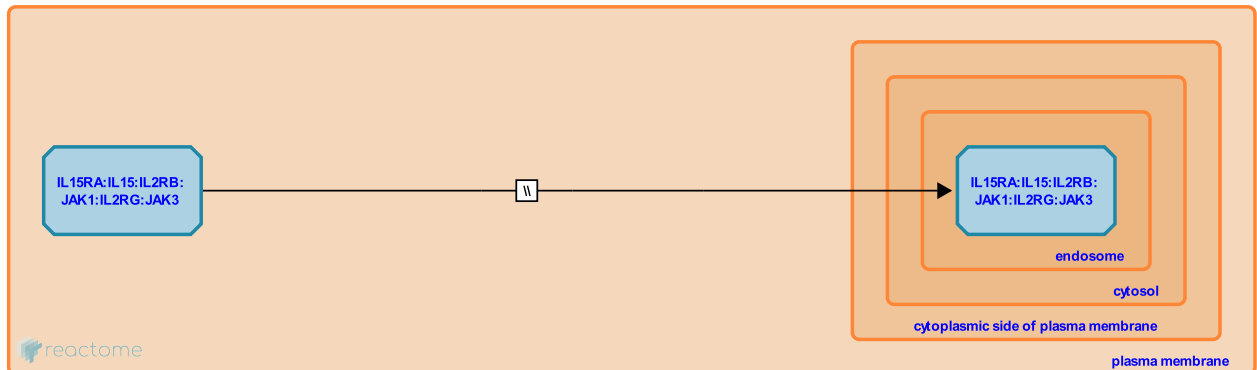 IL15RA:IL15:IL2RB:
JAK1:IL2RG:JAK3
\\
IL15RA:IL15:IL2RB:
JAK1:IL2RG:JAK3
endosome
cytosol
cytoplasmic side of plasma membrane
reactome
plasma membrane